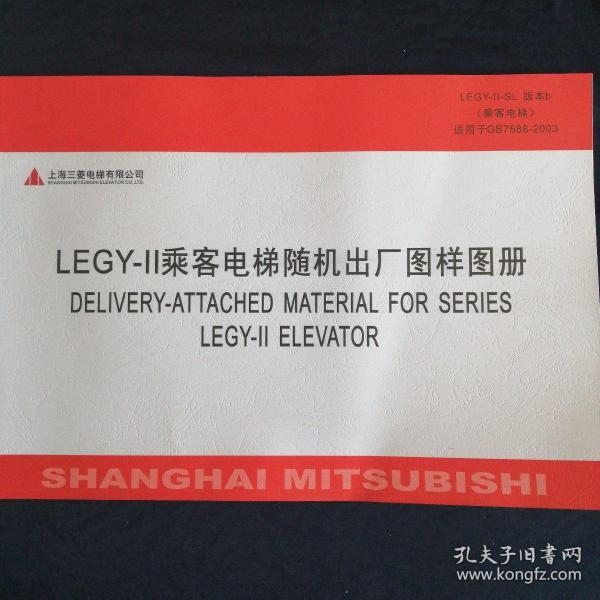 LEGY-II-SL 版本b
（乘客电梯）
适用于GB7588-2003
上海三菱电梯有限公司
SHANGHAI MITSUBISHI ELEVATOR CO.,LTD.
LEGY-II乘客电梯随机出厂图样图册
DELIVERY-ATTACHED MATERIAL FOR SERIES
LEGY-II ELEVATOR
SHANGHAI MITSUBISHI
孔夫子旧书网
www.kongfz.com